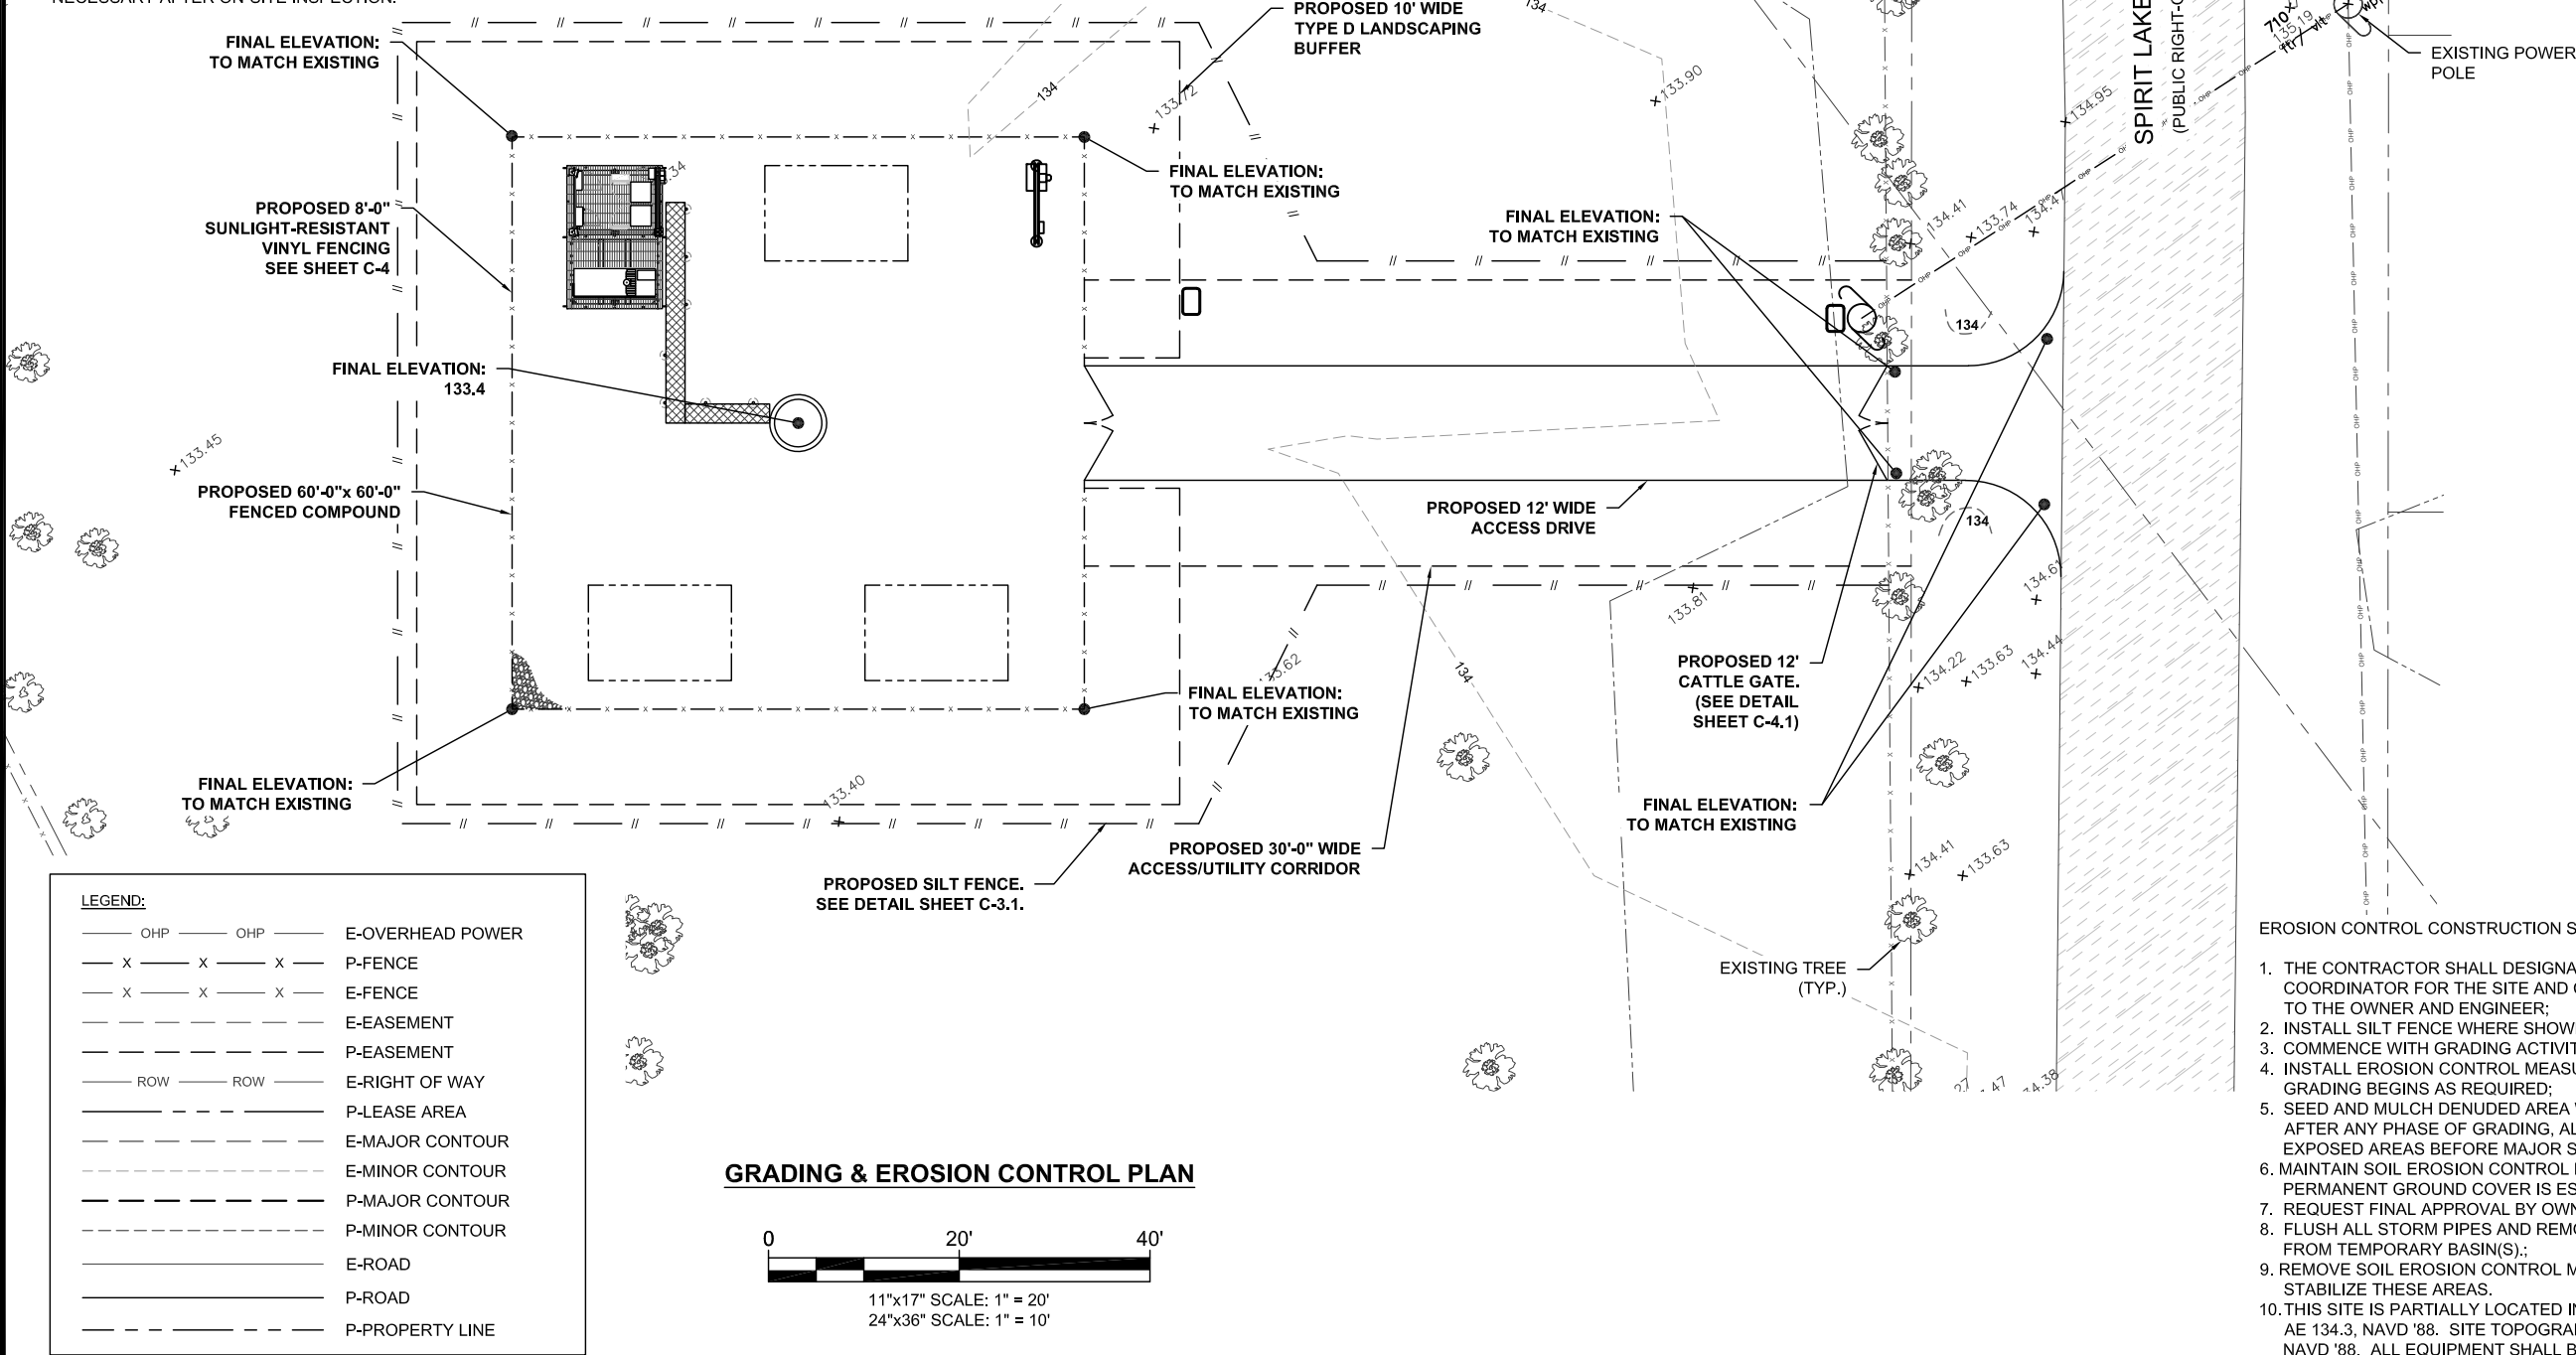 NECESSARY AFTER ON-SITE INSPECTION.
FINAL ELEVATION:
TO MATCH EXISTING
PROPOSED 10' WIDE
TYPE D LANDSCAPING
BUFFER
134
134
133.72
×133.90
SPIRIT LAKE
(PUBLIC RIGHT-O
710
135.19
EXISTING POWER
POLE
×134.95
FINAL ELEVATION:
TO MATCH EXISTING
PROPOSED 8'-0"
SUNLIGHT-RESISTANT
VINYL FENCING
SEE SHEET C-4
FINAL ELEVATION:
TO MATCH EXISTING
134.41
×133.74
134.47
134
FINAL ELEVATION:
133.4
×133.45
PROPOSED 60'-0"x 60'-0"
FENCED COMPOUND
PROPOSED 12' WIDE
ACCESS DRIVE
134
134.61
133.81
134
133.62
PROPOSED 12'
CATTLE GATE.
(SEE DETAIL
SHEET C-4.1)
×134.22
×133.63
134.44
FINAL ELEVATION:
TO MATCH EXISTING
FINAL ELEVATION:
TO MATCH EXISTING
133.40
FINAL ELEVATION:
TO MATCH EXISTING
PROPOSED 30'-0" WIDE
ACCESS/UTILITY CORRIDOR
PROPOSED SILT FENCE.
SEE DETAIL SHEET C-3.1.
×134.41
×133.63
EXISTING TREE
(TYP.)
LEGEND:
OHP OHP E-OVERHEAD POWER
X X X P-FENCE
X X X E-FENCE
E-EASEMENT
P-EASEMENT
ROW ROW E-RIGHT OF WAY
P-LEASE AREA
E-MAJOR CONTOUR
E-MINOR CONTOUR
P-MAJOR CONTOUR
P-MINOR CONTOUR
E-ROAD
P-ROAD
P-PROPERTY LINE
GRADING & EROSION CONTROL PLAN
0 20' 40'
11"x17" SCALE: 1" = 20'
24"x36" SCALE: 1" = 10'
EROSION CONTROL CONSTRUCTION S
1. THE CONTRACTOR SHALL DESIGNA
COORDINATOR FOR THE SITE AND
TO THE OWNER AND ENGINEER;
2. INSTALL SILT FENCE WHERE SHOW
3. COMMENCE WITH GRADING ACTIVIT
4. INSTALL EROSION CONTROL MEASU
GRADING BEGINS AS REQUIRED;
5. SEED AND MULCH DENUDED AREA
AFTER ANY PHASE OF GRADING, AL
EXPOSED AREAS BEFORE MAJOR S
6. MAINTAIN SOIL EROSION CONTROL
PERMANENT GROUND COVER IS ES
7. REQUEST FINAL APPROVAL BY OWN
8. FLUSH ALL STORM PIPES AND REMO
FROM TEMPORARY BASIN(S).;
9. REMOVE SOIL EROSION CONTROL M
STABILIZE THESE AREAS.
10. THIS SITE IS PARTIALLY LOCATED IN
AE 134.3, NAVD '88. SITE TOPOGRA
NAVD '88. ALL EQUIPMENT SHALL B